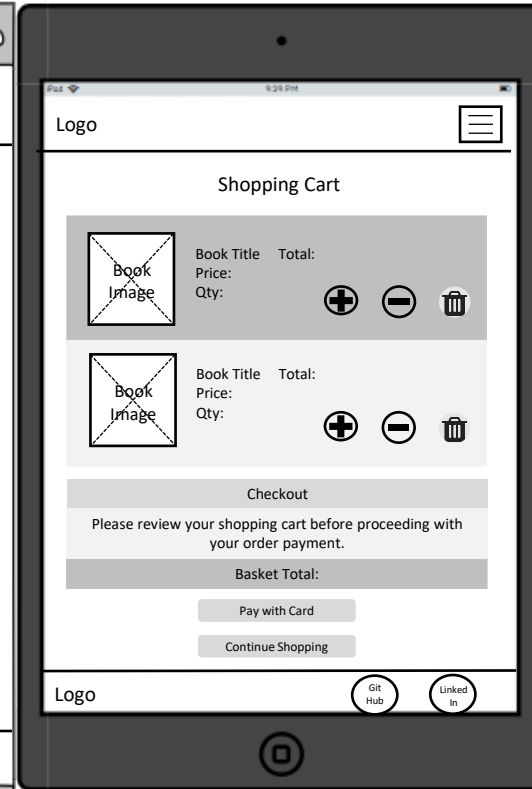 iPad 9:39 PM
Logo
Shopping Cart
Book
Image
Book Title Total:
Price:
Qty:
Book
Image
Book Title Total:
Price:
Qty:
Checkout
Please review your shopping cart before proceeding with
your order payment.
Basket Total:
Pay with Card
Continue Shopping
Logo
Git
Hub
Linked
In